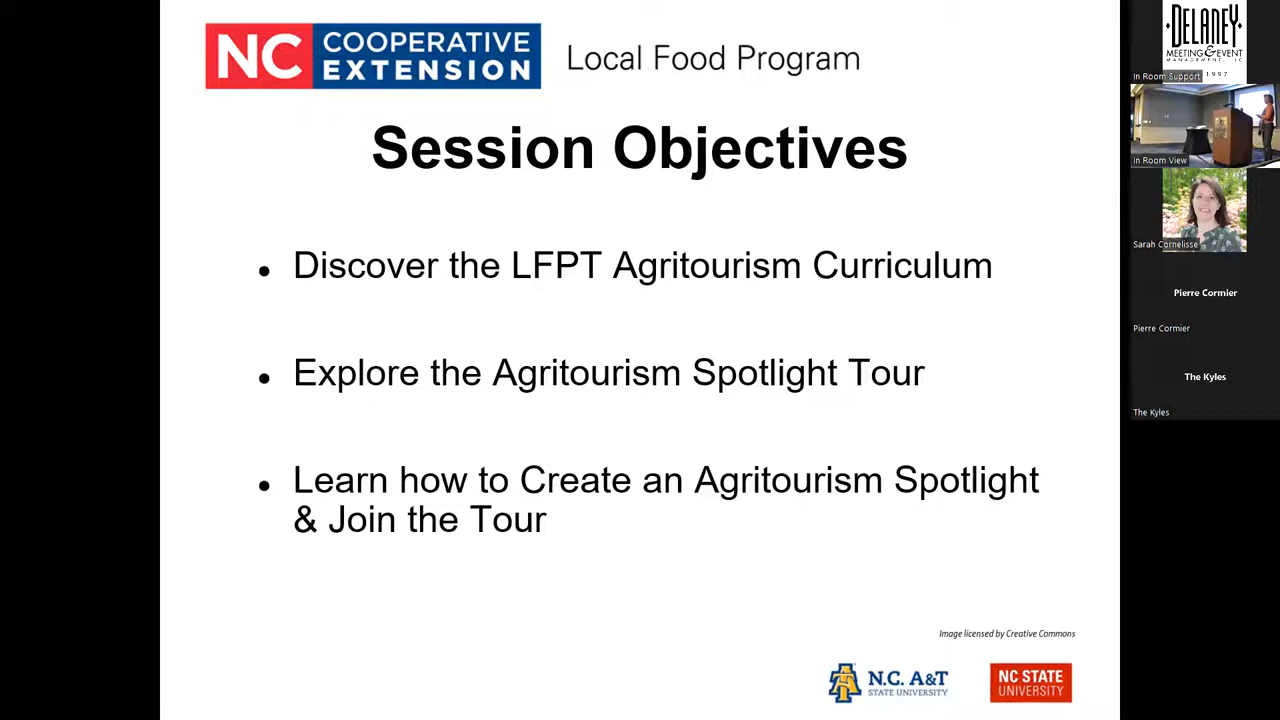 NC COOPERATIVE EXTENSION
Local Food Program
Session Objectives
• Discover the LFPT Agritourism Curriculum
• Explore the Agritourism Spotlight Tour
• Learn how to Create an Agritourism Spotlight
& Join the Tour
Image licensed by Creative Commons
N.C. A&T
STATE UNIVERSITY
NC STATE
UNIVERSITY
DELANEY
MEETING & EVENT
MANAGEMENT, LLC
1997
In Room Support
In Room View
Sarah Cornelisse
Pierre Cormier
Pierre Cormier
The Kyles
The Kyles